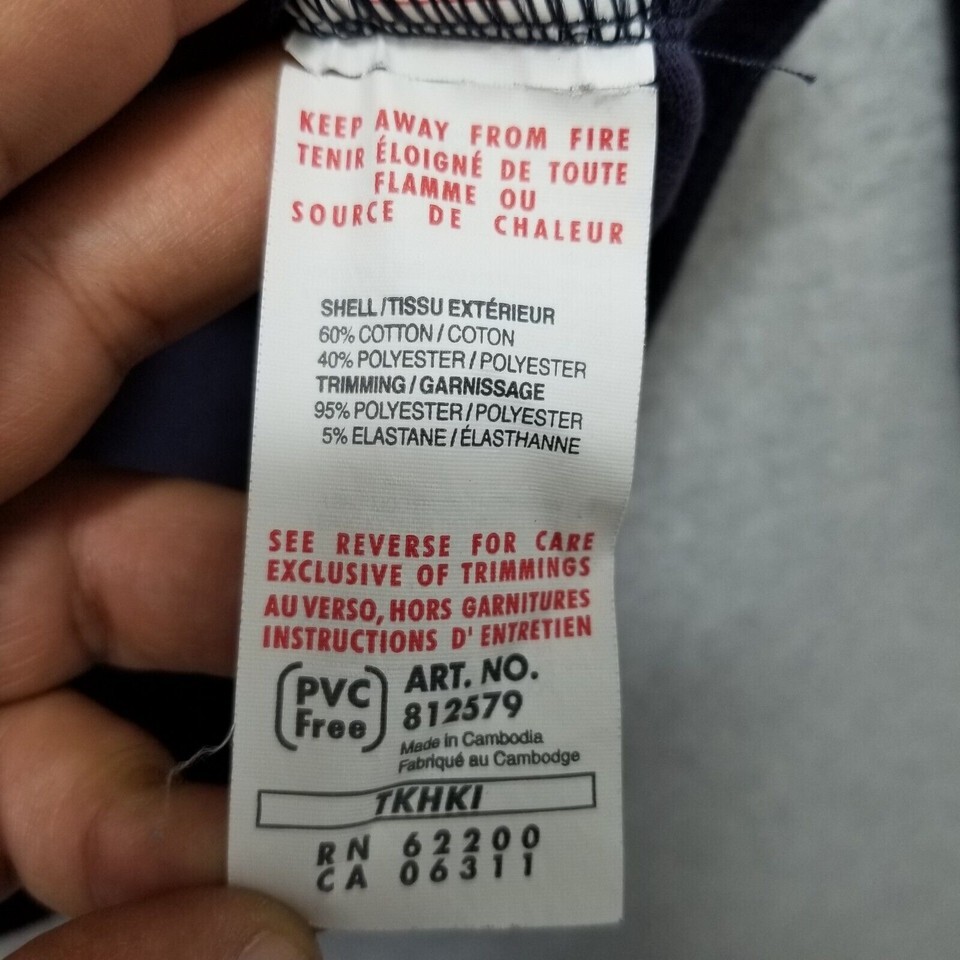 KEEP AWAY FROM FIRE
TENIR ÉLOIGNÉ DE TOUTE
FLAMME OU
SOURCE DE CHALEUR
SHELL/TISSU EXTÉRIEUR
60% COTTON/COTON
40% POLYESTER/POLYESTER
TRIMMING/GARNISSAGE
95% POLYESTER/POLYESTER
5% ELASTANE/ÉLASTHANNE
SEE REVERSE FOR CARE
EXCLUSIVE OF TRIMMINGS
AU VERSO, HORS GARNITURES
INSTRUCTIONS D'ENTRETIEN
PVC
Free
ART. NO.
812579
Made in Cambodia
Fabriqué au Cambodge
TKHKI
RN 62200
CA 06311